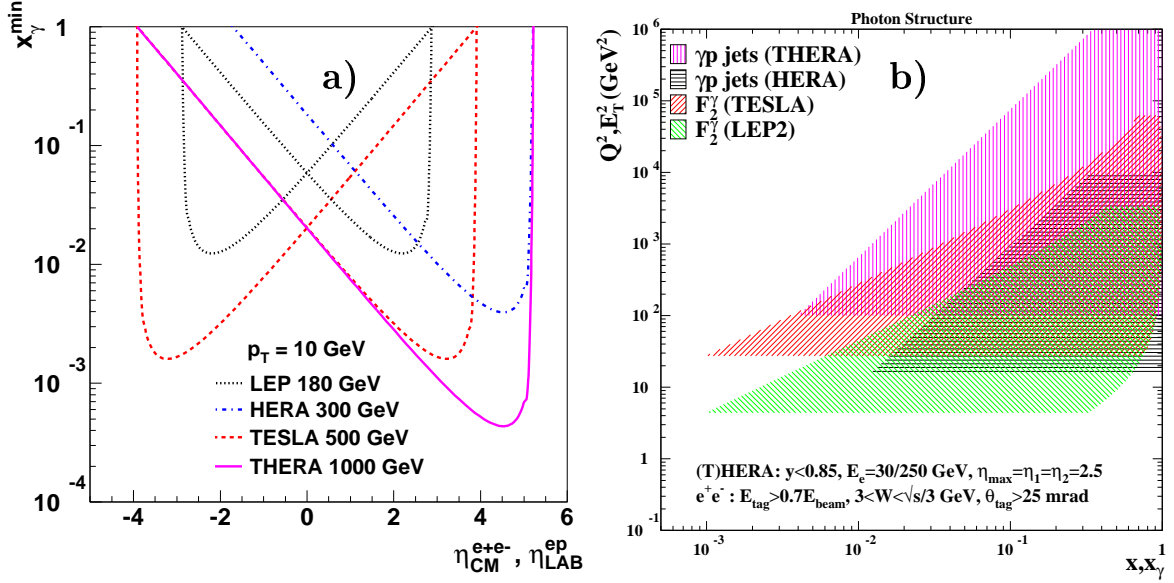 x_γ^min
1
10^-1
10^-2
10^-3
10^-4
a)
p_T = 10 GeV
LEP 180 GeV
HERA 300 GeV
TESLA 500 GeV
THERA 1000 GeV
-4 -2 0 2 4 6
η_CM^e+e-, η_LAB^ep
Photon Structure
Q^2,E_T^2(GeV^2)
10^6
10^5
10^4
10^3
10^2
10
1
10^-1
γp jets (THERA)
γp jets (HERA)
F_2^γ (TESLA)
F_2^γ (LEP2)
b)
(T)HERA: y<0.85, E_e=30/250 GeV, η_max=η_1=η_2=2.5
e^+e^-: E_tag>0.7E_beam, 3<W<√s/3 GeV, θ_tag>25 mrad
10^-3 10^-2 10^-1 1
x,x_γ